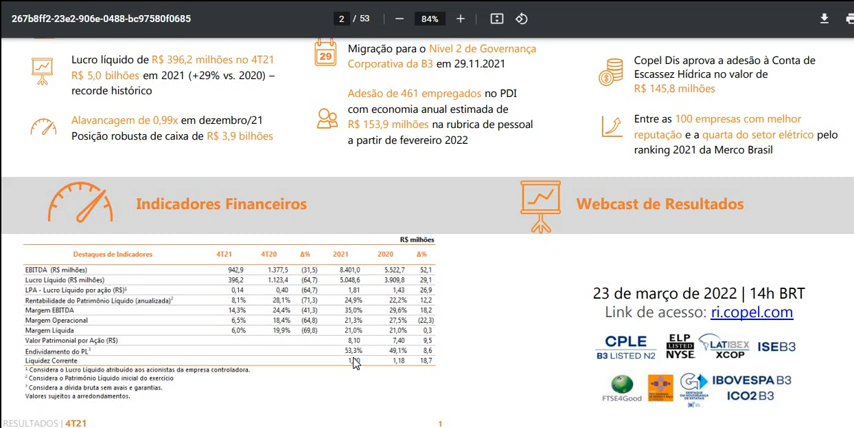 267b8ff2-23e2-906e-0488-bc97580f0685
2 / 53
84%
Lucro líquido de R$ 396,2 milhões no 4T21
R$ 5,0 bilhões em 2021 (+29% vs. 2020) –
recorde histórico
Alavancagem de 0,99x em dezembro/21
Posição robusta de caixa de R$ 3,9 bilhões
29
Migração para o Nível 2 de Governança
Corporativa da B3 em 29.11.2021
Adesão de 461 empregados no PDI
com economia anual estimada de
R$ 153,9 milhões na rubrica de pessoal
a partir de fevereiro 2022
Copel Dis aprova a adesão à Conta de
Escassez Hídrica no valor de
R$ 145,8 milhões
Entre as 100 empresas com melhor
reputação e a quarta do setor elétrico pelo
ranking 2021 da Merco Brasil
Indicadores Financeiros
Webcast de Resultados
R$ milhões
Destaques de Indicadores 4T21 4T20 Δ% 2021 2020 Δ%
EBITDA (R$ milhões) 942,9 1.377,5 (31,5) 8.401,0 5.522,7 52,1
Lucro Líquido (R$ milhões) 396,2 1.123,4 (64,7) 5.048,6 3.909,8 29,1
LPA - Lucro Líquido por ação (R$)¹ 0,14 0,40 (64,7) 1,81 1,43 26,9
Rentabilidade do Patrimônio Líquido (anualizada)² 8,1% 28,1% (71,3) 24,9% 22,2% 12,2
Margem EBITDA 14,3% 24,4% (41,3) 35,0% 29,6% 18,2
Margem Operacional 6,5% 18,4% (64,8) 21,3% 27,5% (22,3)
Margem Líquida 6,0% 19,9% (69,8) 21,0% 21,0% 0,3
Valor Patrimonial por Ação (R$) 8,10 7,40 9,5
Endividamento do PL³ 53,3% 49,1% 8,6
Liquidez Corrente 1,18 18,7
¹ Considera o Lucro Líquido atribuído aos acionistas da empresa controladora.
² Considera o Patrimônio Líquido inicial do exercício
³ Considera a dívida bruta sem avais e garantias.
Valores sujeitos a arredondamentos.
23 de março de 2022 | 14h BRT
Link de acesso: ri.copel.com
CPLE
B3 LISTED N2
ELP
LISTED
NYSE
LATIBEX
XCOP
ISEB3
FTSE4Good
IBOVESPA B3
ICO2 B3
RESULTADOS | 4T21
1